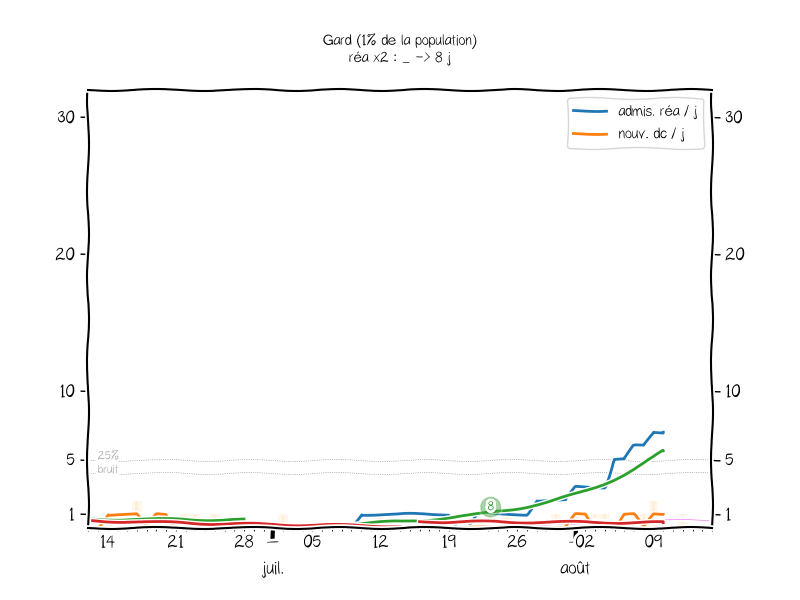 Gard (1% de la population)
réa x2 : _ -> 8 j
admis. réa / j
nouv. dc / j
30
30
20
20
10
10
5
5
25%
bruit
1
1
8
14 21 28 05 12 19 26 02 09
juil. août